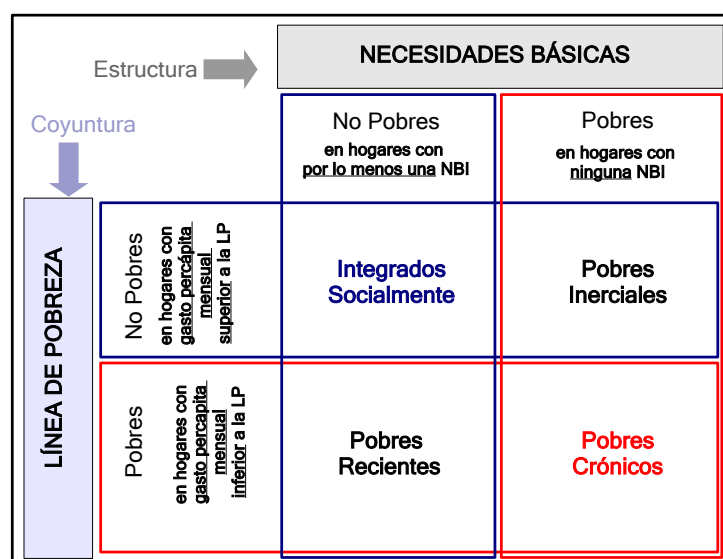 NECESIDADES BÁSICAS
Estructura
Coyuntura
No Pobres
en hogares con
por lo menos una NBI
Pobres
en hogares con
ninguna NBI
LÍNEA DE POBREZA
No Pobres
en hogares con
gasto percápita
mensual
superior a la LP
Integrados
Socialmente
Pobres
Inerciales
Pobres
en hogares con
gasto percapita
mensual
inferior a la LP
Pobres
Recientes
Pobres
Crónicos